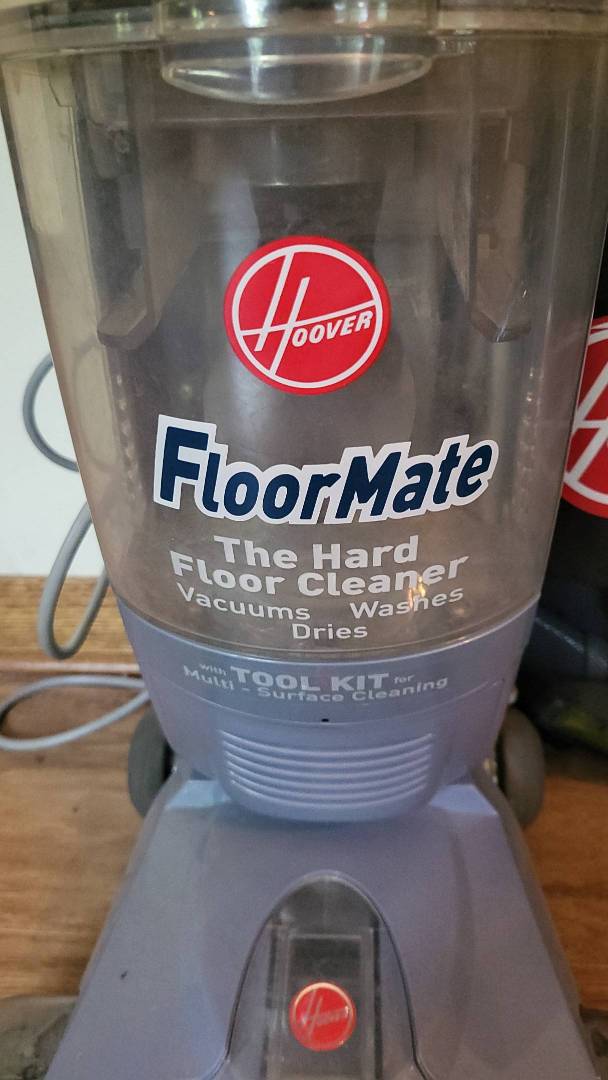 HOOVER
FloorMate
The Hard
Floor Cleaner
Vacuums Washes
Dries
with TOOL KIT for
Multi - Surface Cleaning
Hoover